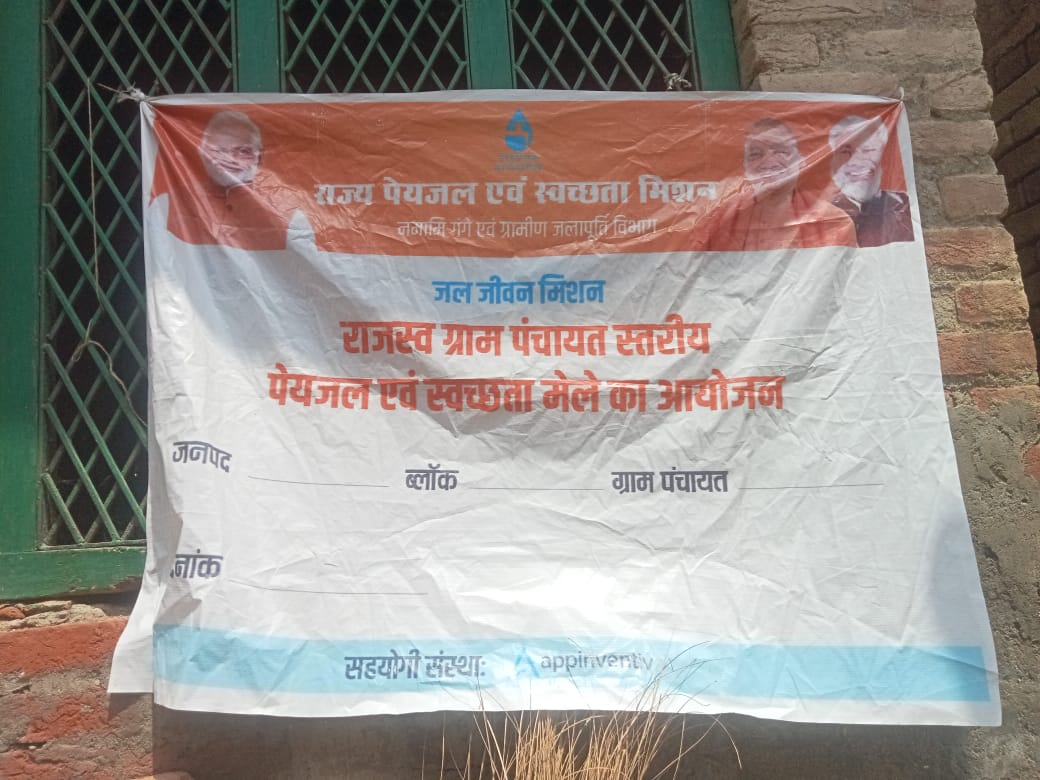 राज्य पेयजल एवं स्वच्छता मिशन
नमामि गंगे एवं ग्रामीण जलापूर्ति विभाग
जल जीवन मिशन
राजस्व ग्राम पंचायत स्तरीय
पेयजल एवं स्वच्छता मेले का आयोजन
जनपद ब्लॉक ग्राम पंचायत
नांक
सहयोगी संस्थाः appinventiv